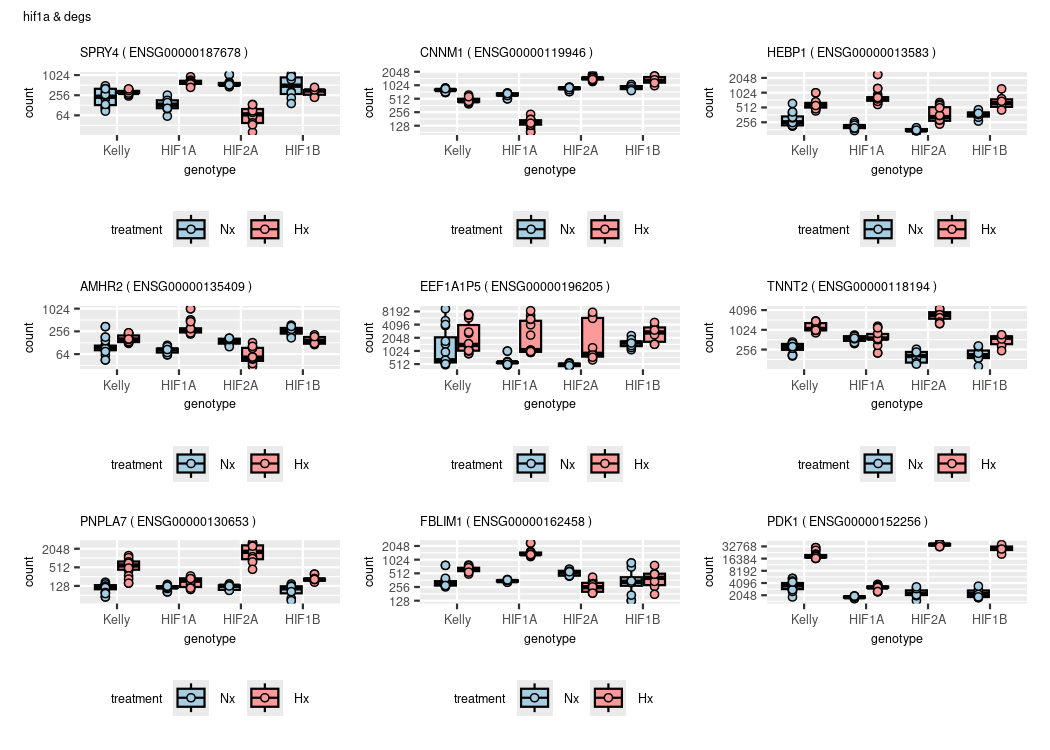 hif1a & degs
SPRY4 ( ENSG00000187678 )
count
1024
256
64
Kelly HIF1A HIF2A HIF1B
genotype
treatment Nx Hx
CNNM1 ( ENSG00000119946 )
count
2048
1024
512
256
128
Kelly HIF1A HIF2A HIF1B
genotype
treatment Nx Hx
HEBP1 ( ENSG00000013583 )
count
2048
1024
512
256
Kelly HIF1A HIF2A HIF1B
genotype
treatment Nx Hx
AMHR2 ( ENSG00000135409 )
count
1024
256
64
Kelly HIF1A HIF2A HIF1B
genotype
treatment Nx Hx
EEF1A1P5 ( ENSG00000196205 )
count
8192
4096
2048
1024
512
Kelly HIF1A HIF2A HIF1B
genotype
treatment Nx Hx
TNNT2 ( ENSG00000118194 )
count
4096
1024
256
Kelly HIF1A HIF2A HIF1B
genotype
treatment Nx Hx
PNPLA7 ( ENSG00000130653 )
count
2048
512
128
Kelly HIF1A HIF2A HIF1B
genotype
treatment Nx Hx
FBLIM1 ( ENSG00000162458 )
count
2048
1024
512
256
128
Kelly HIF1A HIF2A HIF1B
genotype
treatment Nx Hx
PDK1 ( ENSG00000152256 )
count
32768
16384
8192
4096
2048
Kelly HIF1A HIF2A HIF1B
genotype